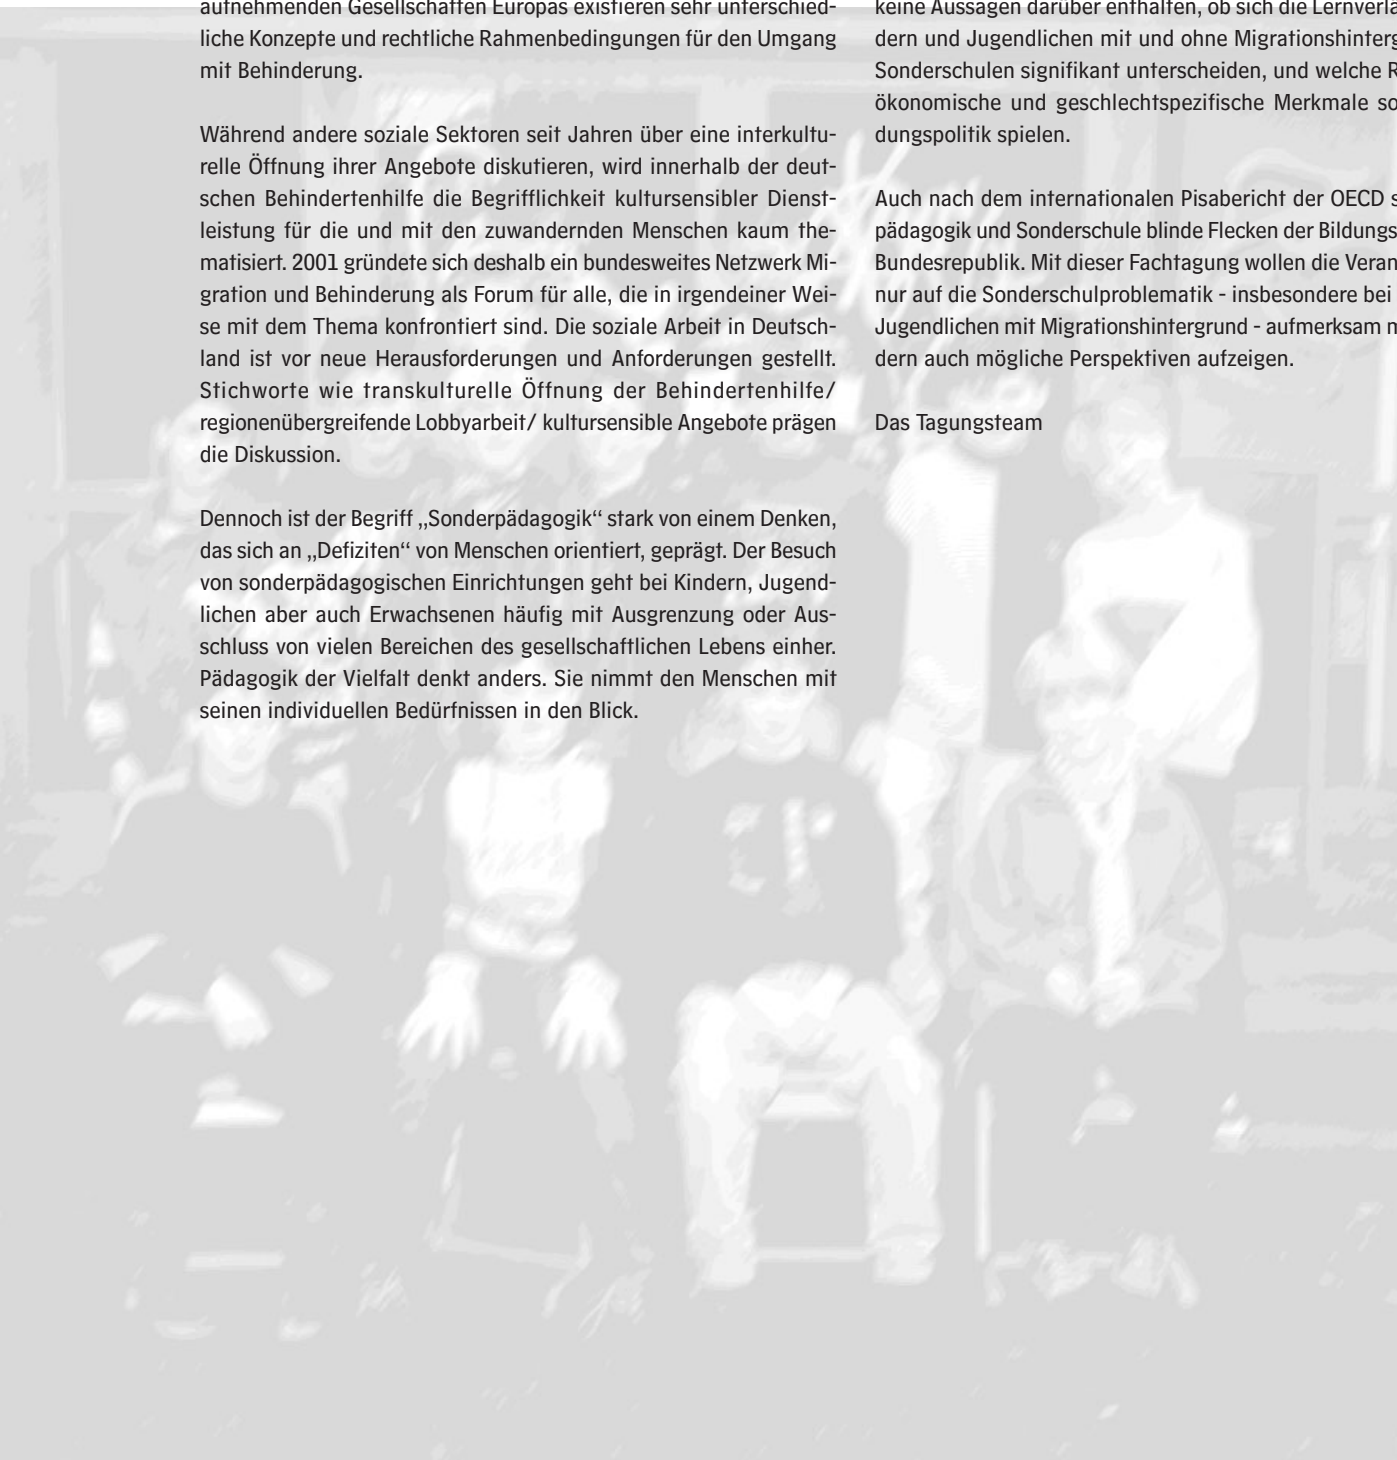 aufnehmenden Gesellschaften Europas existieren sehr unterschied-
liche Konzepte und rechtliche Rahmenbedingungen für den Umgang
mit Behinderung.
Während andere soziale Sektoren seit Jahren über eine interkultu-
relle Öffnung ihrer Angebote diskutieren, wird innerhalb der deut-
schen Behindertenhilfe die Begrifflichkeit kultursensibler Dienst-
leistung für die und mit den zuwandernden Menschen kaum the-
matisiert. 2001 gründete sich deshalb ein bundesweites Netzwerk Mi-
gration und Behinderung als Forum für alle, die in irgendeiner Wei-
se mit dem Thema konfrontiert sind. Die soziale Arbeit in Deutsch-
land ist vor neue Herausforderungen und Anforderungen gestellt.
Stichworte wie transkulturelle Öffnung der Behindertenhilfe/
regionenübergreifende Lobbyarbeit/ kultursensible Angebote prägen
die Diskussion.
Dennoch ist der Begriff „Sonderpädagogik“ stark von einem Denken,
das sich an „Defiziten“ von Menschen orientiert, geprägt. Der Besuch
von sonderpädagogischen Einrichtungen geht bei Kindern, Jugend-
lichen aber auch Erwachsenen häufig mit Ausgrenzung oder Aus-
schluss von vielen Bereichen des gesellschaftlichen Lebens einher.
Pädagogik der Vielfalt denkt anders. Sie nimmt den Menschen mit
seinen individuellen Bedürfnissen in den Blick.
keine Aussagen darüber enthalten, ob sich die Lernverlä
dern und Jugendlichen mit und ohne Migrationshinterg
Sonderschulen signifikant unterscheiden, und welche R
ökonomische und geschlechtspezifische Merkmale so
dungspolitik spielen.
Auch nach dem internationalen Pisabericht der OECD s
pädagogik und Sonderschule blinde Flecken der Bildungs
Bundesrepublik. Mit dieser Fachtagung wollen die Veran
nur auf die Sonderschulproblematik - insbesondere bei
Jugendlichen mit Migrationshintergrund - aufmerksam m
dern auch mögliche Perspektiven aufzeigen.
Das Tagungsteam